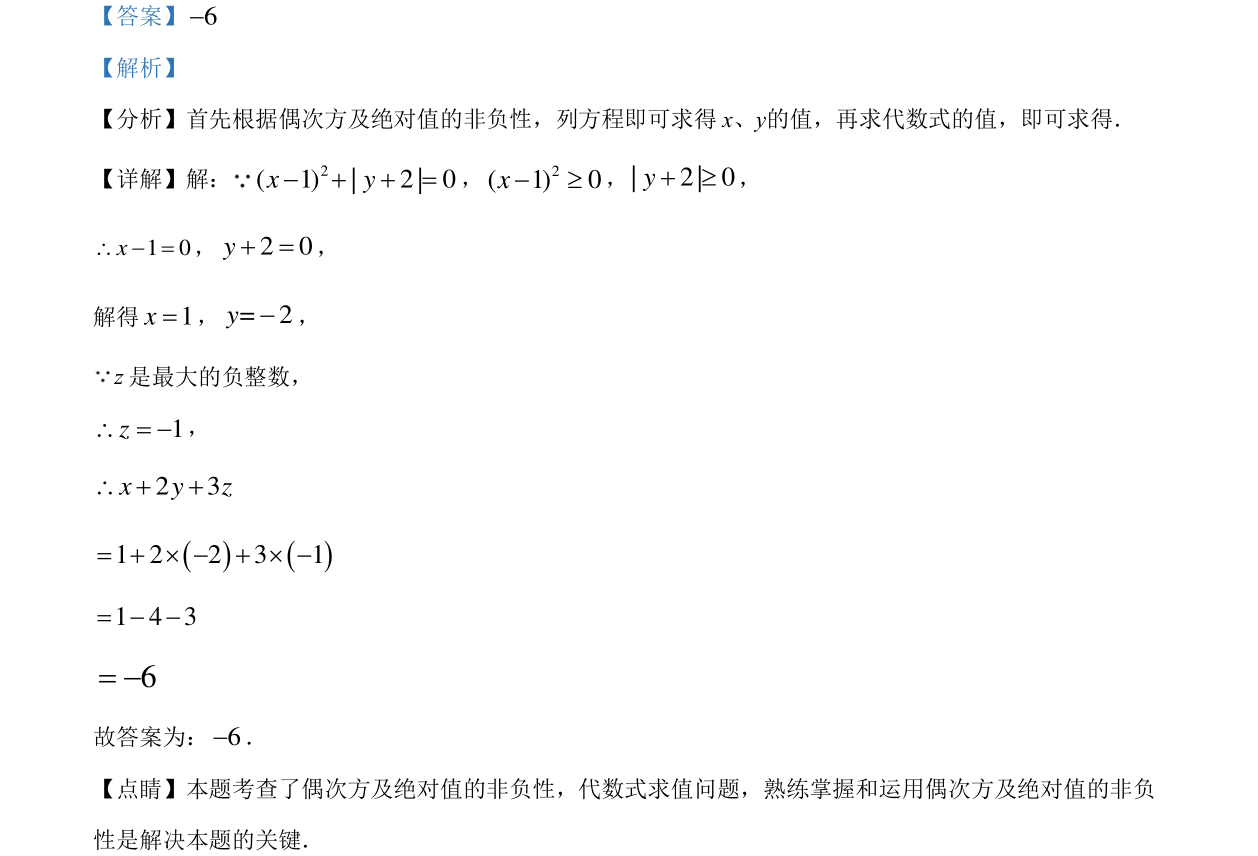 【答案】−6
【解析】
【分析】首先根据偶次方及绝对值的非负性，列方程即可求得 x、y的值，再求代数式的值，即可求得．
【详解】解：∵(x−1)²+|y+2|=0，(x−1)²≥0，|y+2|≥0，
∴x−1=0，y+2=0，
解得 x=1，y=−2，
∵z 是最大的负整数，
∴z=−1，
∴x+2y+3z
=1+2×(−2)+3×(−1)
=1−4−3
=−6
故答案为：−6．
【点睛】本题考查了偶次方及绝对值的非负性，代数式求值问题，熟练掌握和运用偶次方及绝对值的非负
性是解决本题的关键．